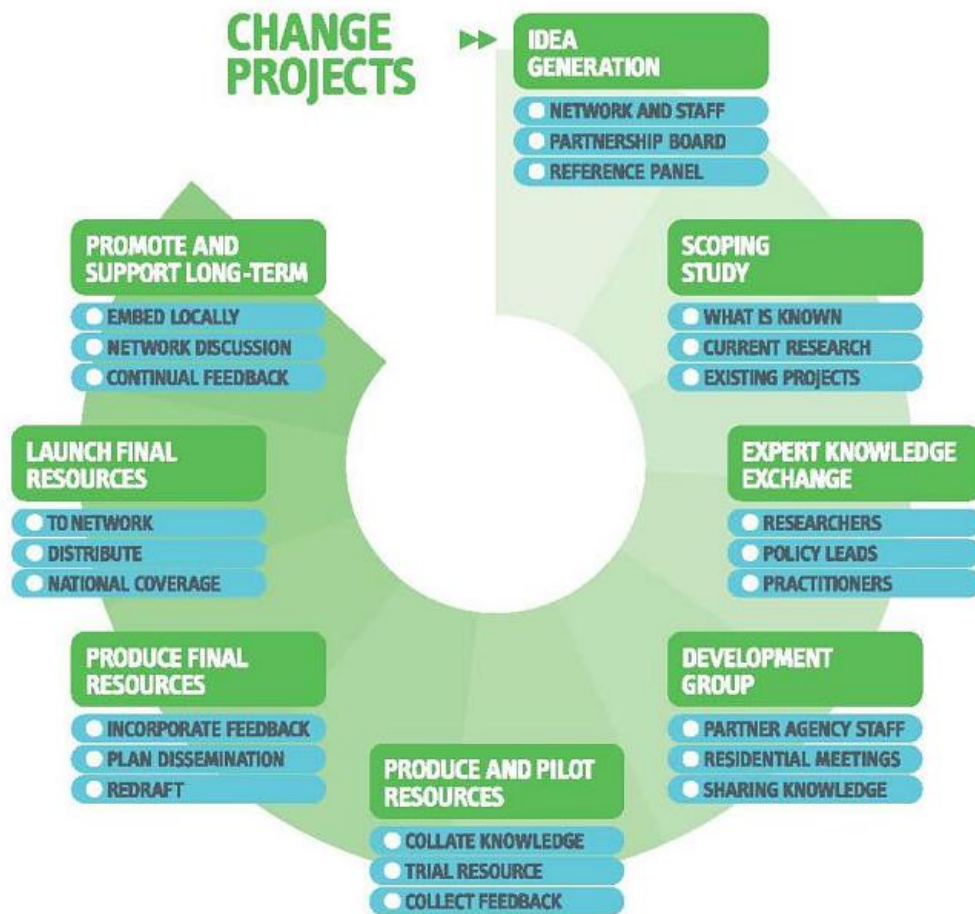 CHANGE
PROJECTS
IDEA
GENERATION
NETWORK AND STAFF
PARTNERSHIP BOARD
REFERENCE PANEL
SCOPING
STUDY
WHAT IS KNOWN
CURRENT RESEARCH
EXISTING PROJECTS
EXPERT KNOWLEDGE
EXCHANGE
RESEARCHERS
POLICY LEADS
PRACTITIONERS
DEVELOPMENT
GROUP
PARTNER AGENCY STAFF
RESIDENTIAL MEETINGS
SHARING KNOWLEDGE
PRODUCE AND PILOT
RESOURCES
COLLATE KNOWLEDGE
TRIAL RESOURCE
COLLECT FEEDBACK
PRODUCE FINAL
RESOURCES
INCORPORATE FEEDBACK
PLAN DISSEMINATION
REDRAFT
LAUNCH FINAL
RESOURCES
TO NETWORK
DISTRIBUTE
NATIONAL COVERAGE
PROMOTE AND
SUPPORT LONG-TERM
EMBED LOCALLY
NETWORK DISCUSSION
CONTINUAL FEEDBACK